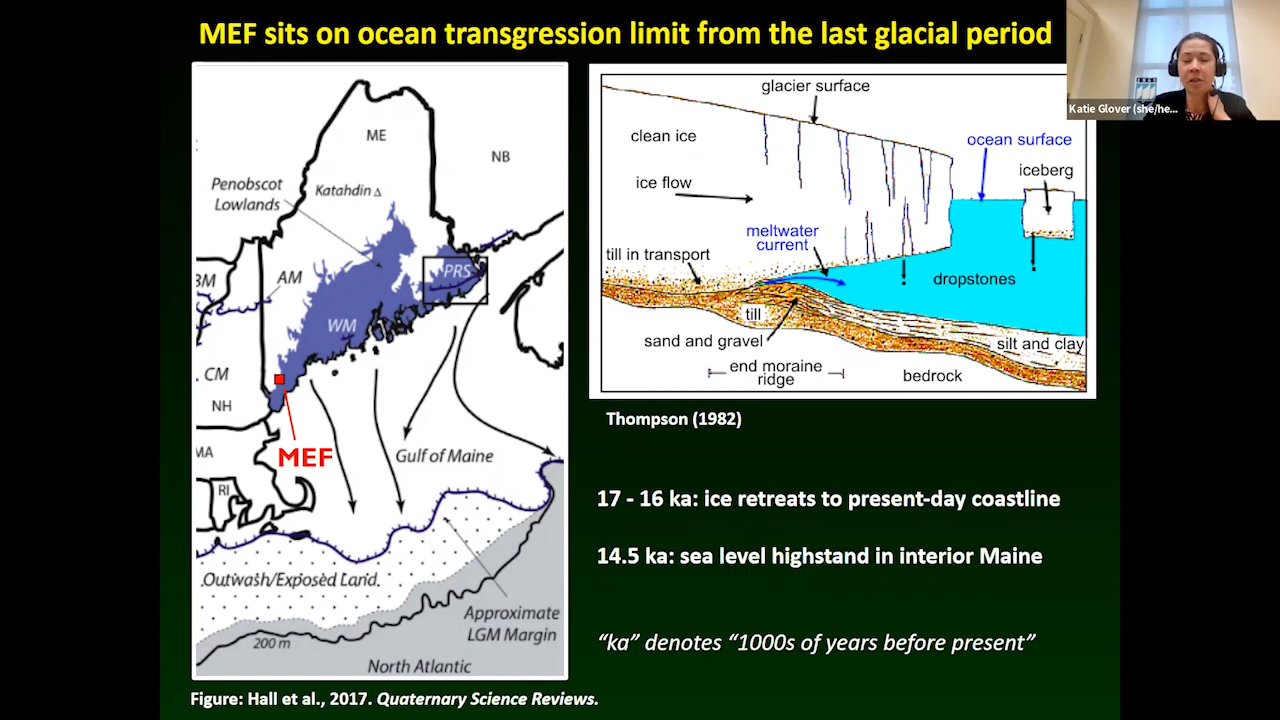 MEF sits on ocean transgression limit from the last glacial period
Katie Glover (she/he...
ME
NB
Penobscot
Lowlands
Katahdin Δ
PRS
BM
AM
WM
CM
NH
MEF
MA
Gulf of Maine
RI
Outwash/Exposed Land
Approximate
LGM Margin
200 m
North Atlantic
Figure: Hall et al., 2017. Quaternary Science Reviews.
glacier surface
clean ice
ocean surface
iceberg
ice flow
meltwater
current
till in transport
dropstones
till
sand and gravel
silt and clay
end moraine
ridge
bedrock
Thompson (1982)
17 - 16 ka: ice retreats to present-day coastline
14.5 ka: sea level highstand in interior Maine
“ka” denotes “1000s of years before present”